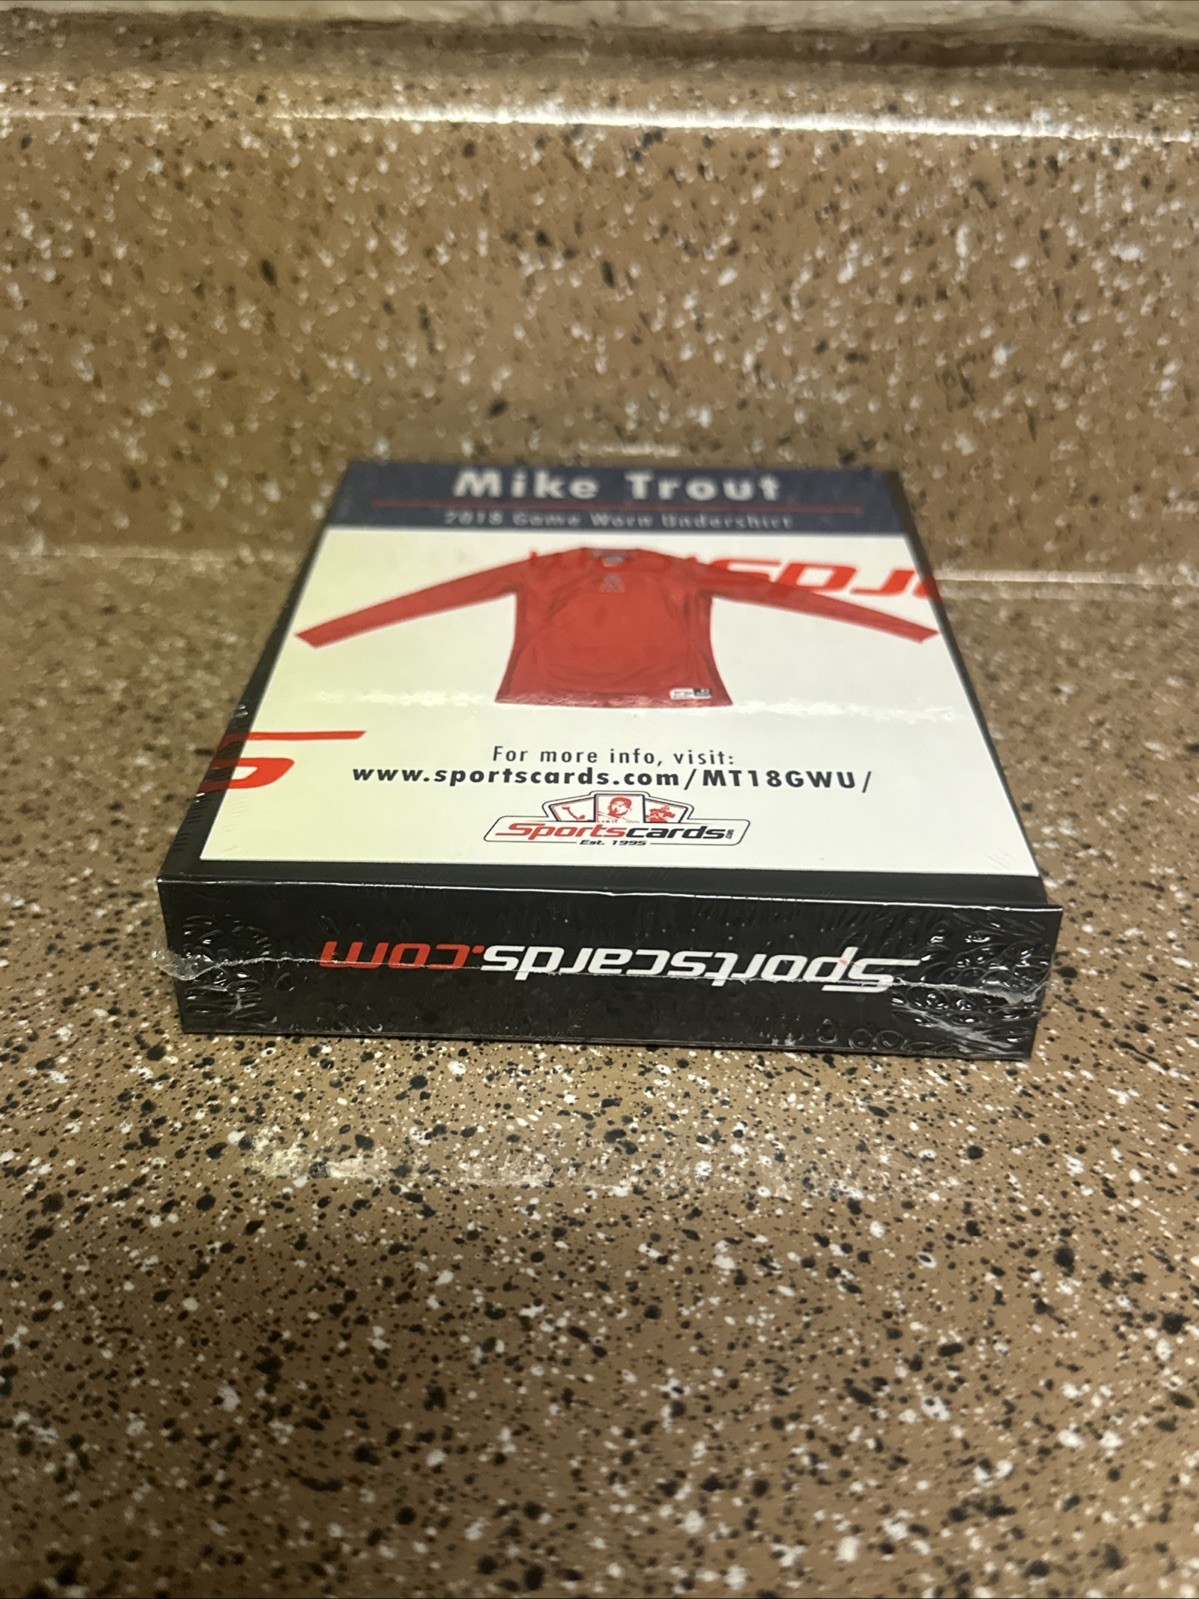 Mike Trout
2018 Game Worn Undershirt
For more info, visit:
www.sportscards.com/MT18GWU/
Sportscards.com
Est. 1995
Sportscards.com